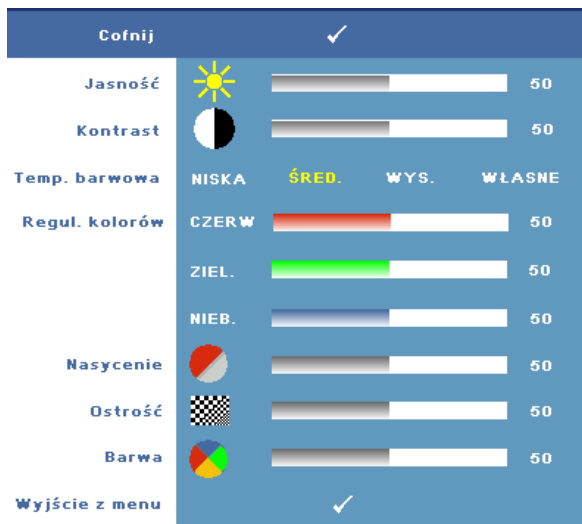 Cofnij
Jasność 50
Kontrast 50
Temp. barwowa NISKA ŚRED. WYS. WŁASNE
Regul. kolorów CZERW 50
ZIEL. 50
NIEB. 50
Nasycenie 50
Ostrość 50
Barwa 50
Wyjście z menu